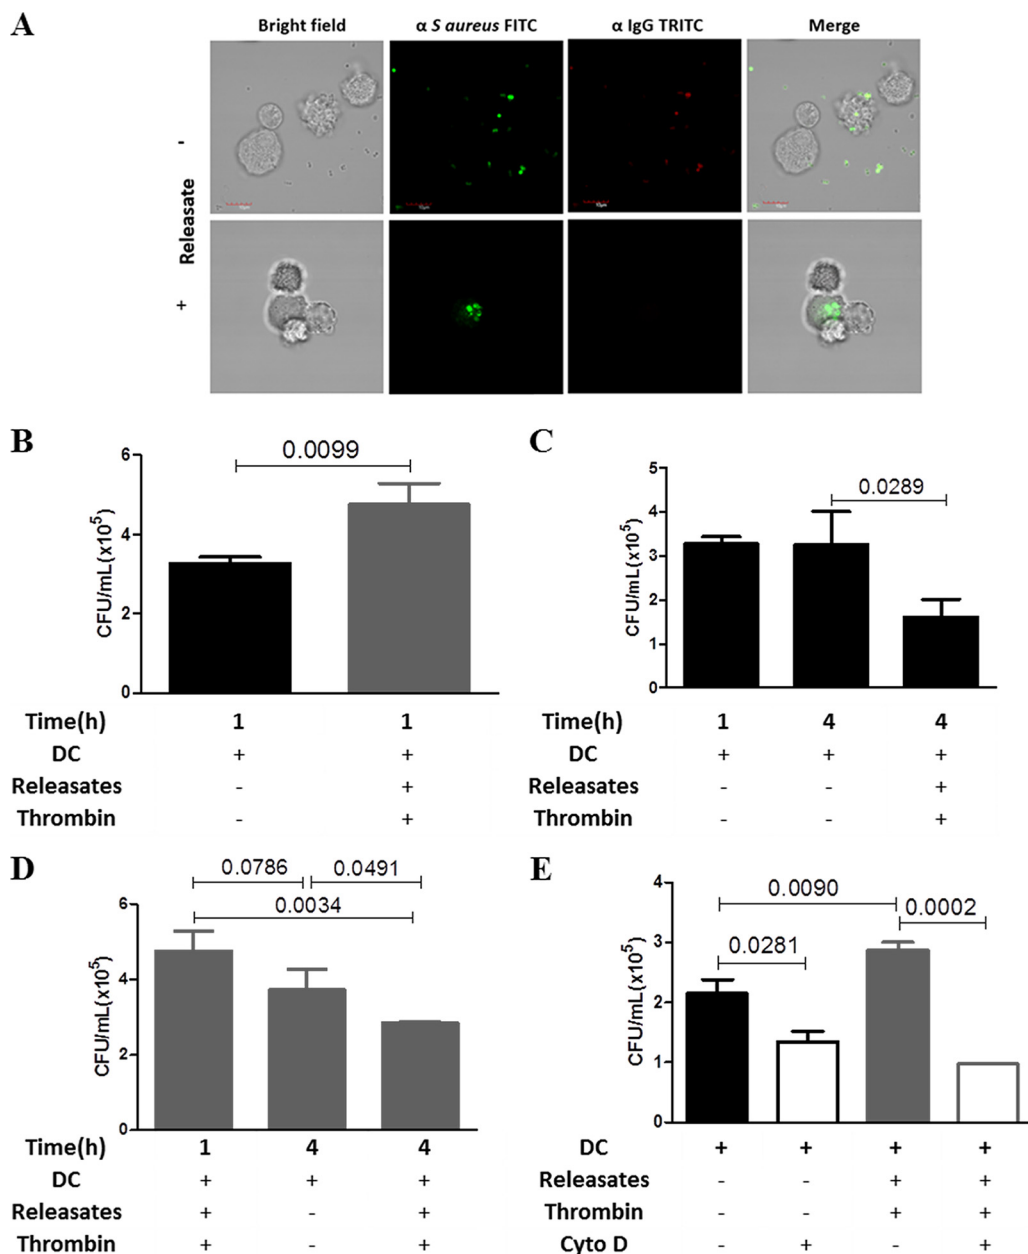 A
Bright field α S aureus FITC α IgG TRITC Merge
Releasate
-
+
B
0.0099
CFU/mL(x10⁵)
6
4
2
0
Time(h) 1 1
DC + +
Releasates - +
Thrombin - +
C
0.0289
CFU/mL(x10⁵)
5
4
3
2
1
0
Time(h) 1 4 4
DC + + +
Releasates - - +
Thrombin - - +
D
0.0786 0.0491
0.0034
CFU/mL(x10⁵)
6
4
2
0
Time(h) 1 4 4
DC + + +
Releasates + - +
Thrombin + - +
E
0.0090
0.0002
0.0281
CFU/mL(x10⁵)
4
3
2
1
0
DC + + + +
Releasates - - + +
Thrombin - - + +
Cyto D - + - +